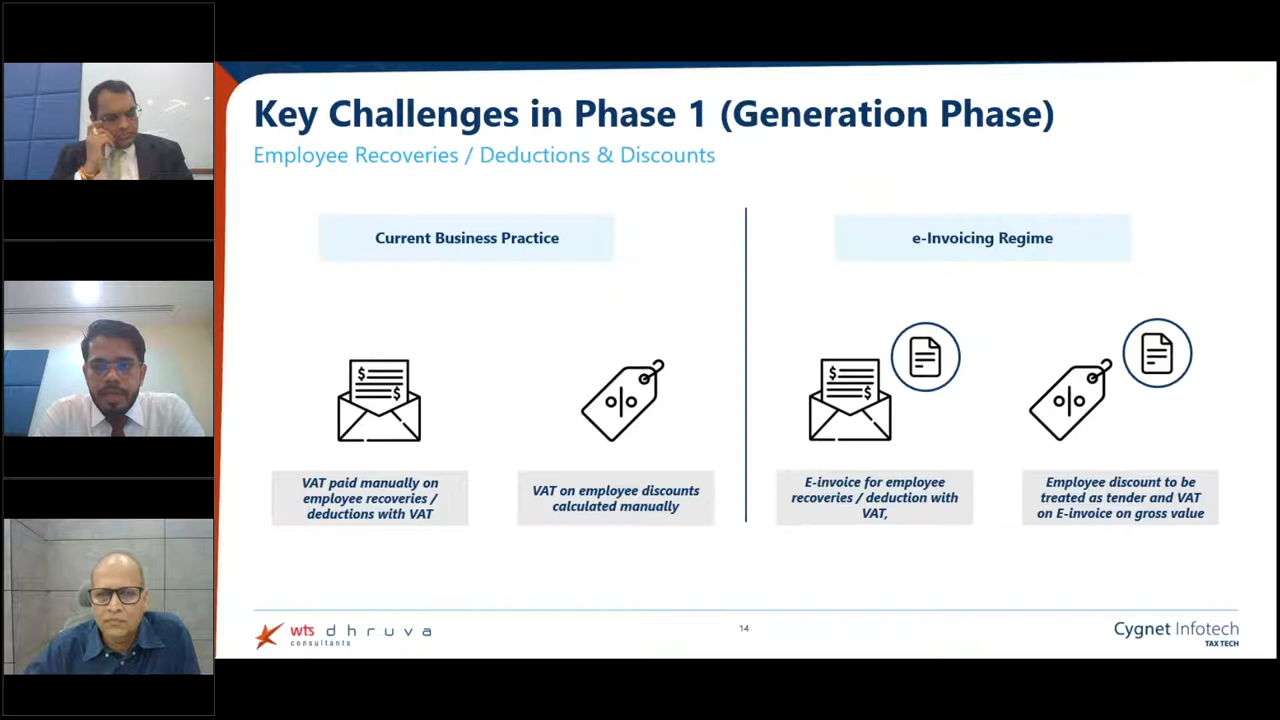 Key Challenges in Phase 1 (Generation Phase)
Employee Recoveries / Deductions & Discounts
Current Business Practice
$
$
VAT paid manually on
employee recoveries /
deductions with VAT
VAT on employee discounts
calculated manually
e-Invoicing Regime
$
$
E-invoice for employee
recoveries / deduction with
VAT,
Employee discount to be
treated as tender and VAT
on E-invoice on gross value
wts dhruva
consultants
14
Cygnet Infotech
TAX TECH